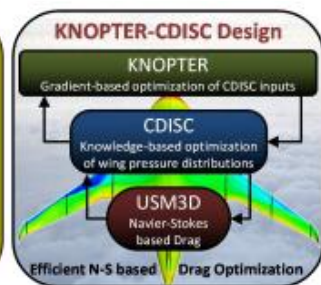 KNOPTER-CDISC Design
KNOPTER
Gradient-based optimization of CDISC inputs
CDISC
Knowledge-based optimization
of wing pressure distributions
USM3D
Navier-Stokes
based Drag
Efficient N-S based Drag Optimization